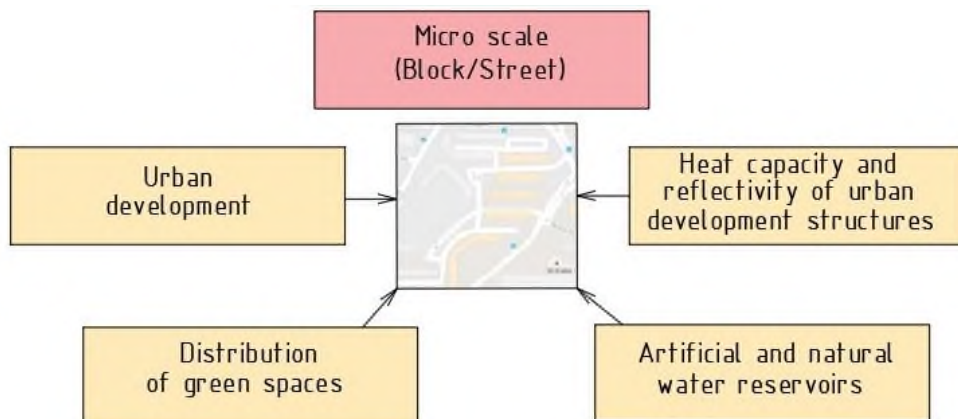 Micro scale
(Block/Street)
Urban
development
Heat capacity and
reflectivity of urban
development structures
Distribution
of green spaces
Artificial and natural
water reservoirs